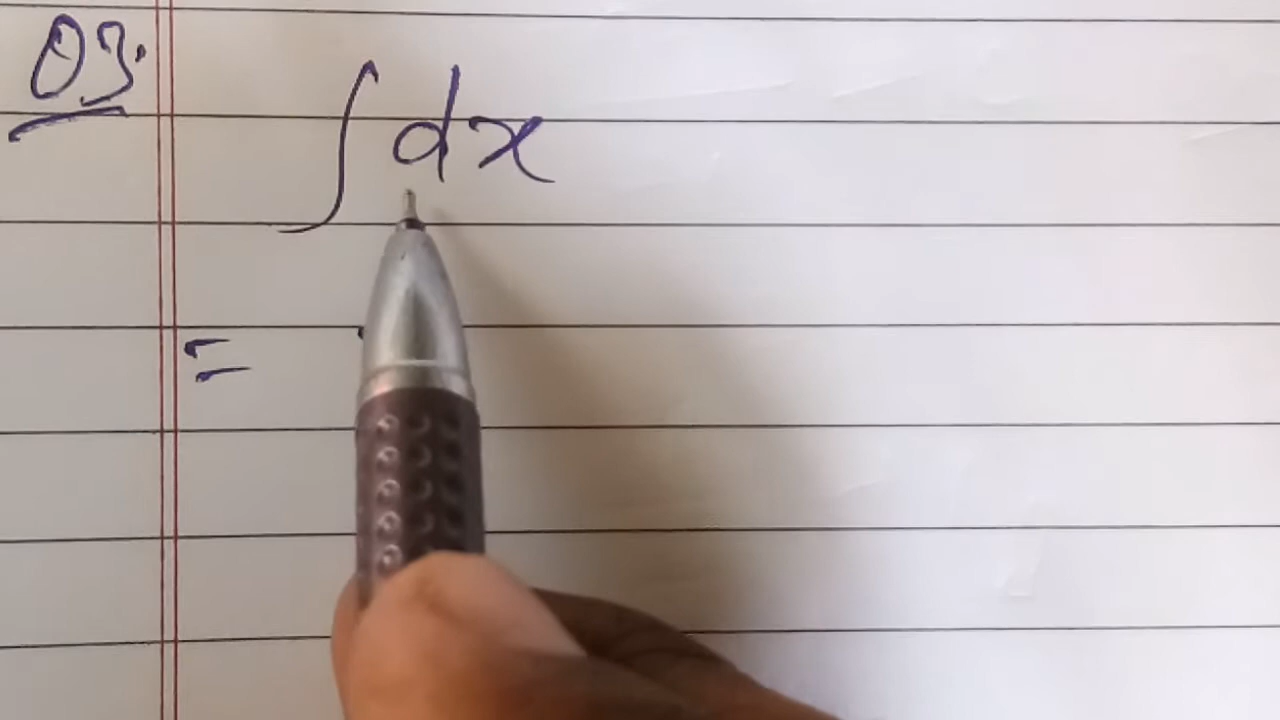 03.
∫ dx
=